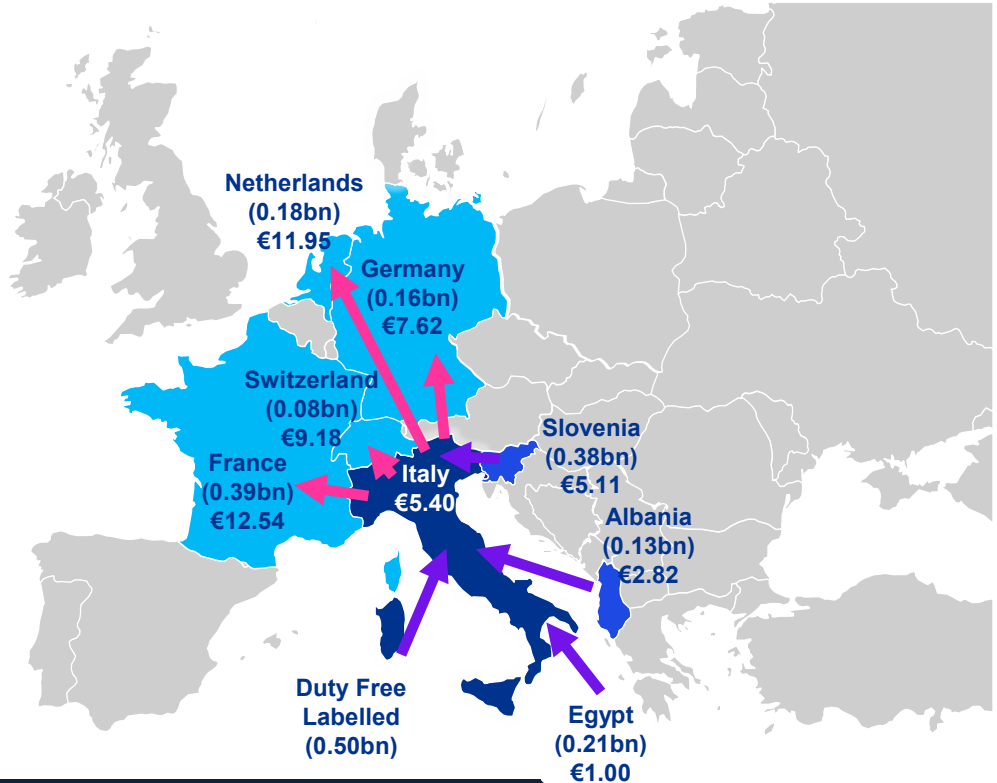 Netherlands
(0.18bn)
€11.95
Germany
(0.16bn)
€7.62
Switzerland
(0.08bn)
€9.18
France
(0.39bn)
€12.54
Italy
€5.40
Slovenia
(0.38bn)
€5.11
Albania
(0.13bn)
€2.82
Duty Free
Labelled
(0.50bn)
Egypt
(0.21bn)
€1.00